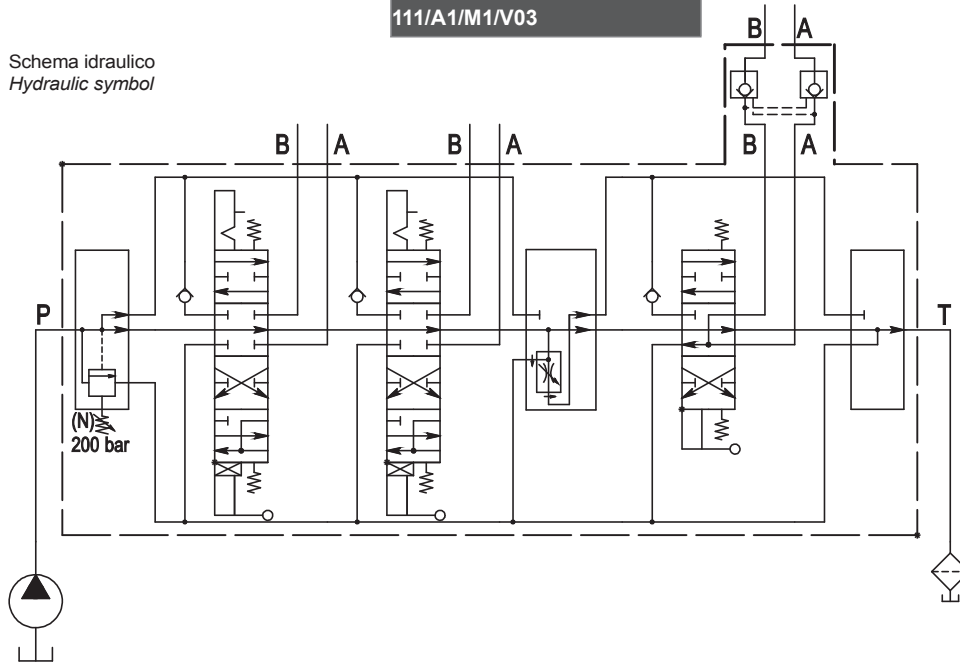 111/A1/M1/V03
Schema idraulico
Hydraulic symbol
B A
B A
B A
B A
P
T
(N)
200 bar